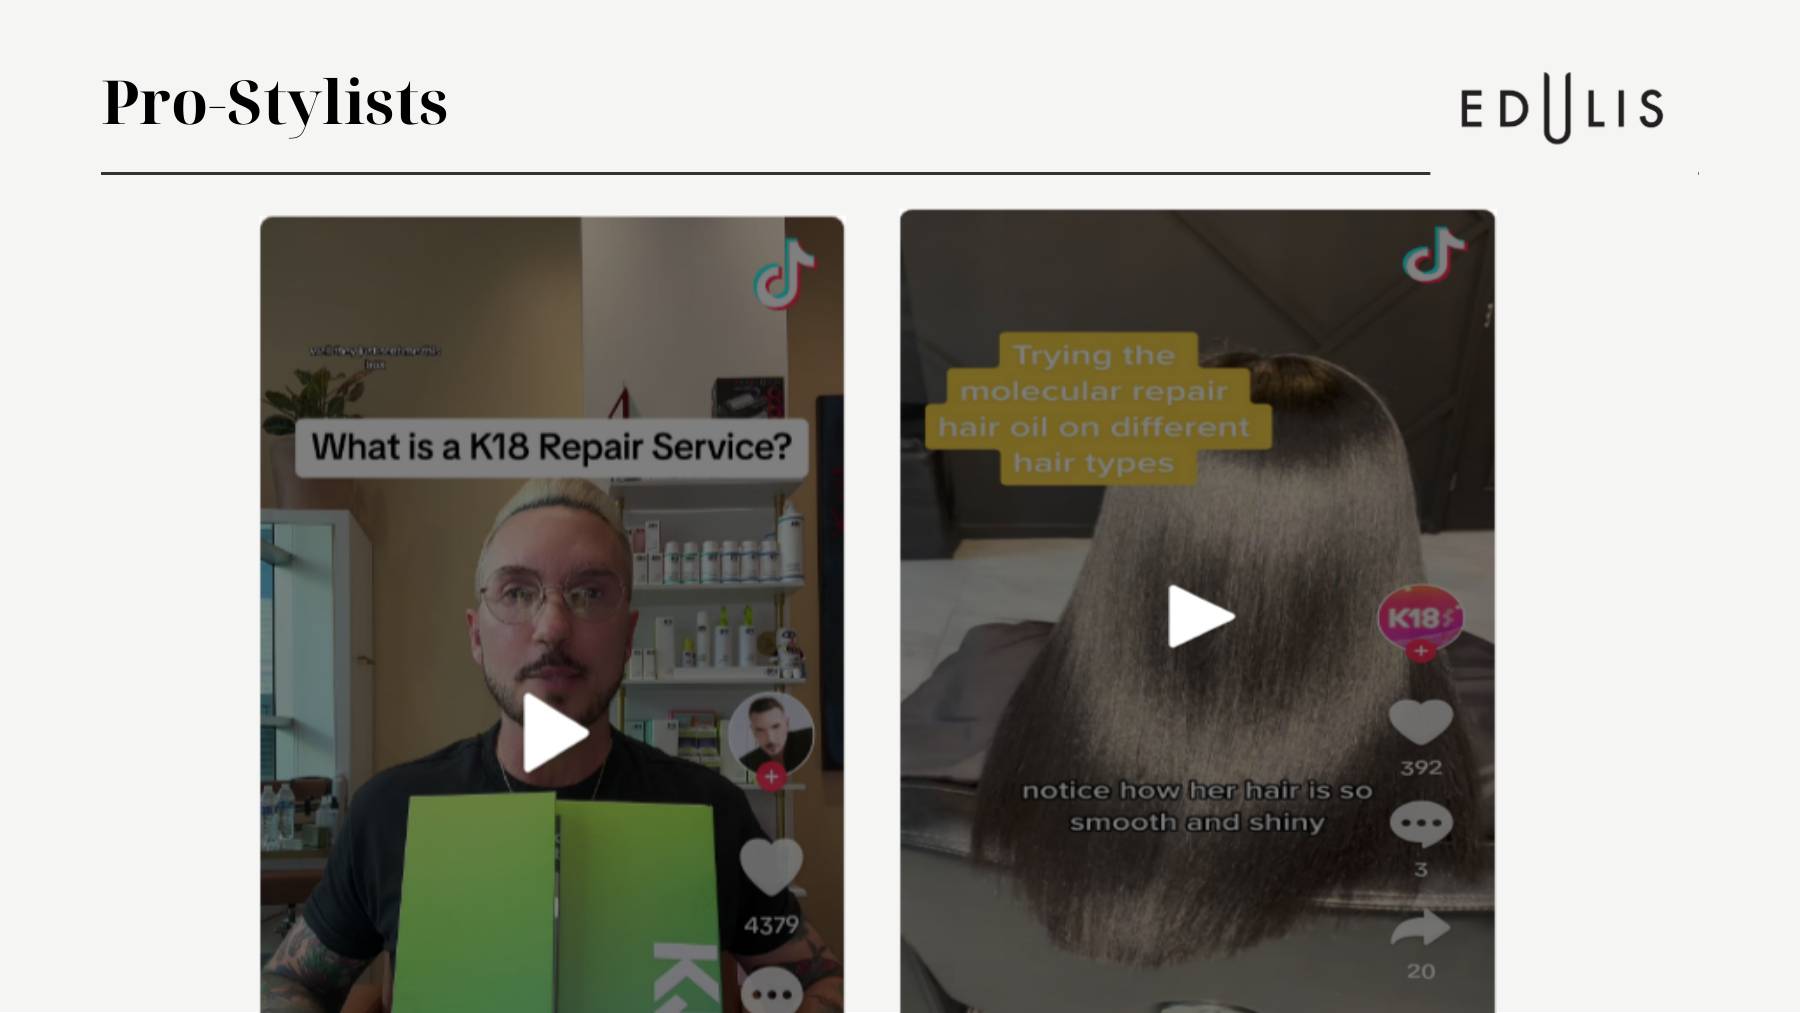 Pro-Stylists
EDULIS
What is a K18 Repair Service?
4379
K
Trying the
molecular repair
hair oil on different
hair types
K18
notice how her hair is so
smooth and shiny
392
3
20